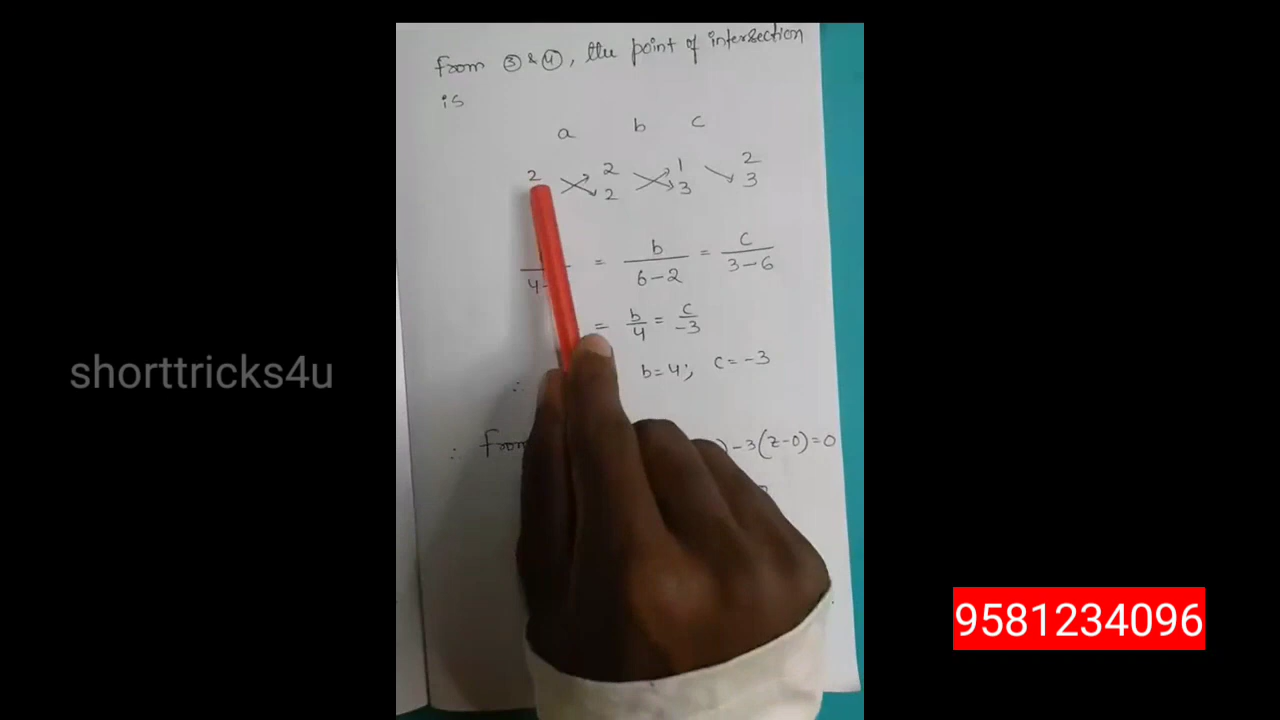 from ③ & ④, the point of intersection
is
a b c
2 2 1 2
2 3 3
= b/6-2 = c/3-6
= b/4 = c/-3
∴ b=4; c=-3
∴ from -3(z-0)=0
shorttricks4u
9581234096